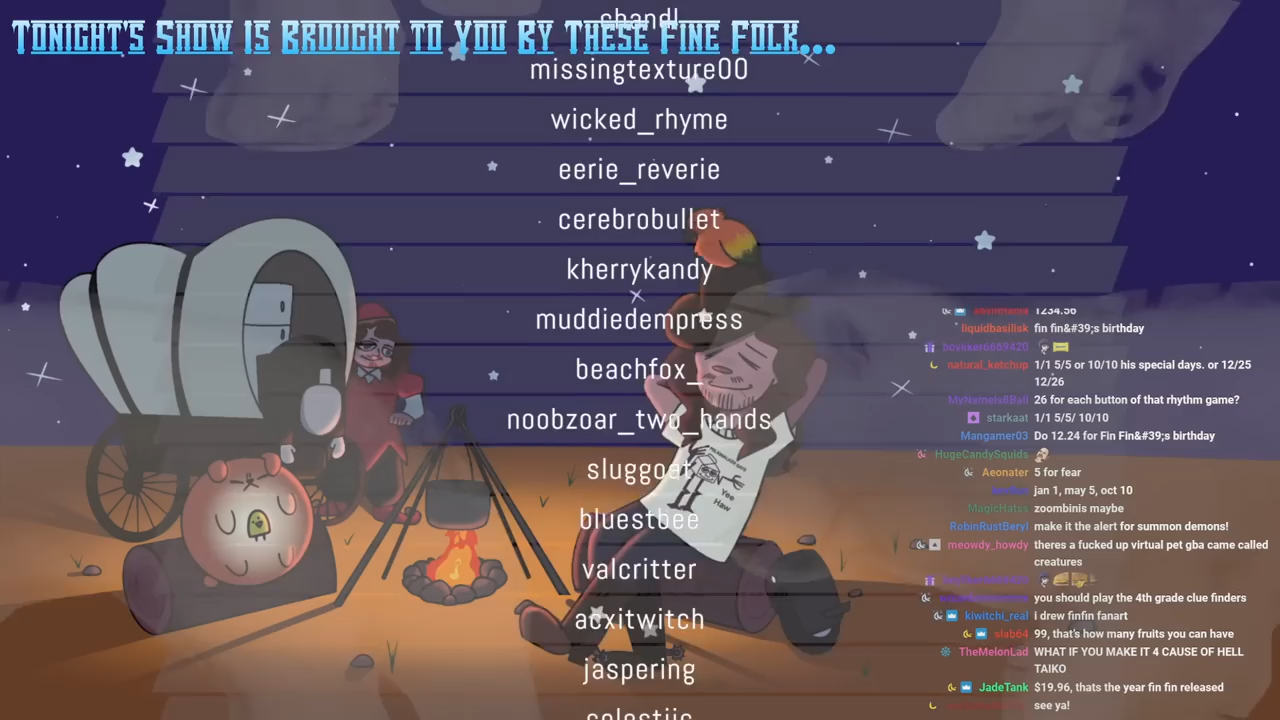 Tonight's Show Is Brought to You By These Fine Folk...
chandl
missingtexture00
wicked_rhyme
eerie_reverie
cerebrobullet
kherrykandy
muddiedempress
beachfox_
noobzoar_two_hands
sluggoat
bluestbee
valcritter
acxitwitch
jaspering
Yee
Haw
1234.56
liquidbasilisk fin fin&#39;s birthday
natural_ketchup 1/1 5/5 or 10/10 his special days. or 12/25
12/26
MyNameIs8Ball 26 for each button of that rhythm game?
starkaat 1/1 5/5/ 10/10
Mangamer03 Do 12.24 for Fin Fin&#39;s birthday
HugeCandySquids
Aeonater 5 for fear
jan 1, may 5, oct 10
MagicHatss zoombinis maybe
RobinRustBeryl make it the alert for summon demons!
meowdy_howdy theres a fucked up virtual pet gba came called
creatures
you should play the 4th grade clue finders
kiwitchi_real i drew finfin fanart
slab64 99, that's how many fruits you can have
TheMelonLad WHAT IF YOU MAKE IT 4 CAUSE OF HELL
TAIKO
JadeTank $19.96, thats the year fin fin released
see ya!